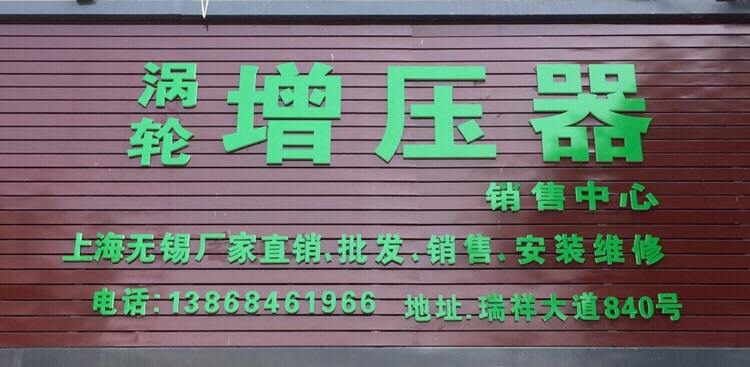 涡轮增压器
销售中心
上海无锡厂家直销、批发、销售、安装维修
电话:13868461966 地址.瑞祥大道840号